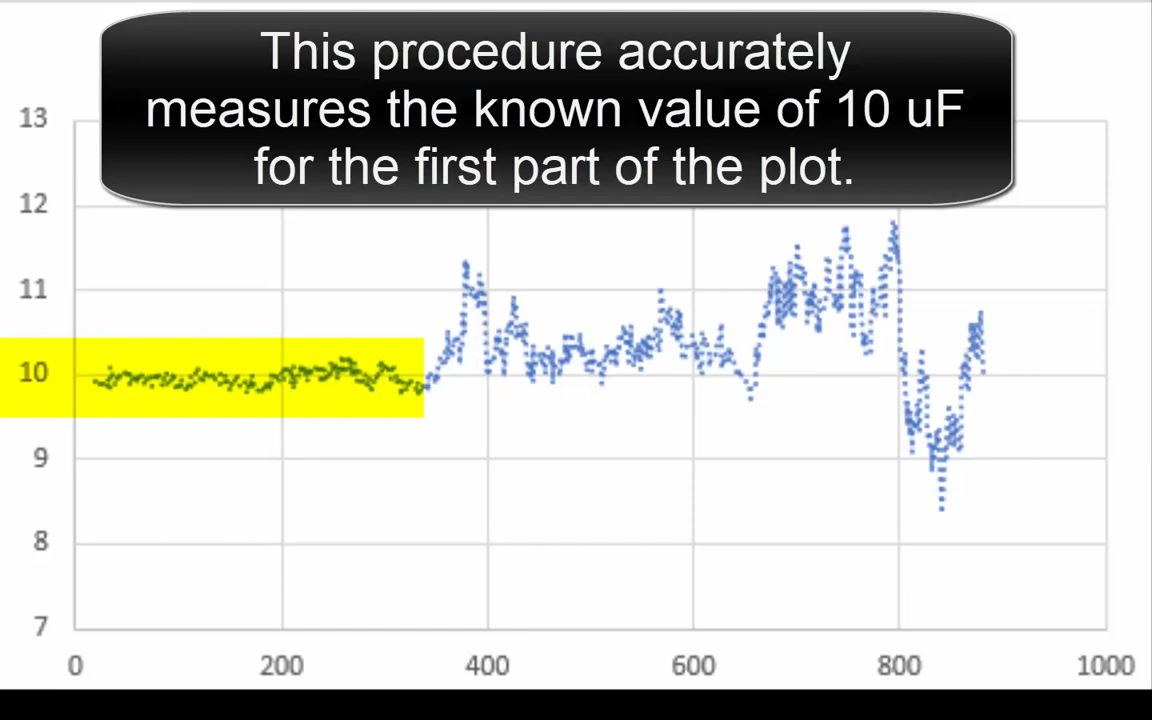 This procedure accurately
measures the known value of 10 uF
for the first part of the plot.
13
12
11
10
9
8
7
0 200 400 600 800 1000